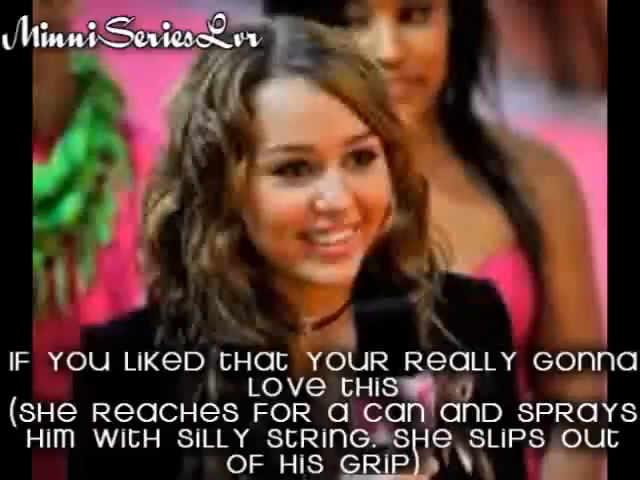 MinniSeriesLvr
IF YOU LIKED THAT YOUR REALLY GONNA
LOVE THIS
(SHE REACHES FOR A CAN AND SPRAYS
HIM WITH SILLY STRING. SHE SLIPS OUT
OF HIS GRIP)